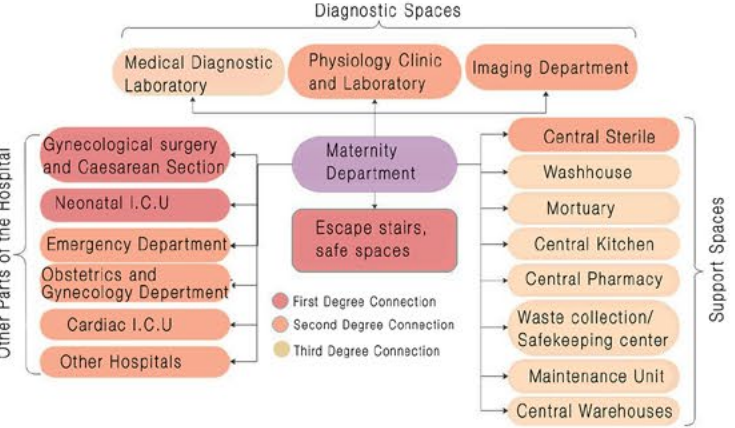 Diagnostic Spaces
Medical Diagnostic
Laboratory
Physiology Clinic
and Laboratory
Imaging Department
Other Parts of the Hospital
Gynecological surgery
and Caesarean Section
Neonatal I.C.U
Emergency Department
Obstetrics and
Gynecology Depertment
Cardiac I.C.U
Other Hospitals
Maternity
Department
Escape stairs,
safe spaces
First Degree Connection
Second Degree Connection
Third Degree Connection
Central Sterile
Washhouse
Mortuary
Central Kitchen
Central Pharmacy
Waste collection/
Safekeeping center
Maintenance Unit
Central Warehouses
Support Spaces